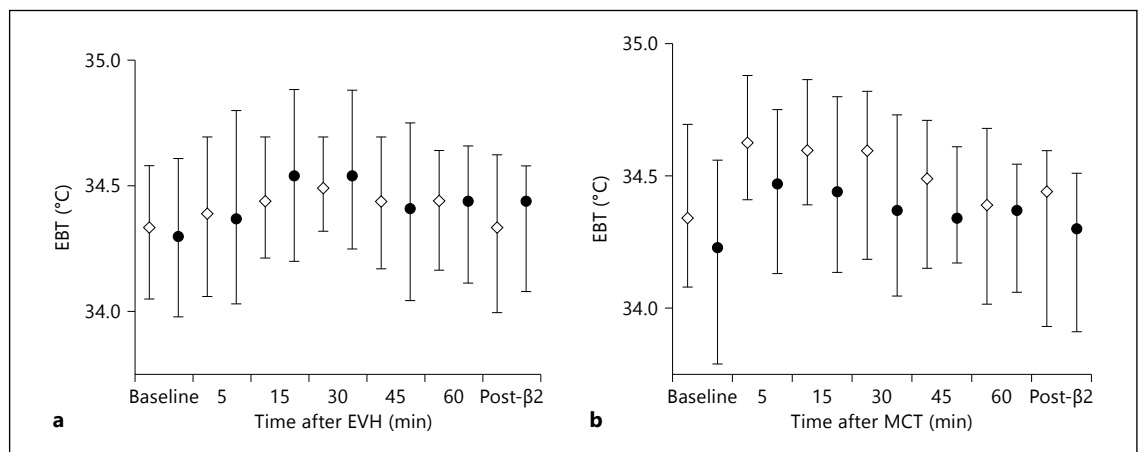 35.0
34.5
34.0
EBT (°C)
Baseline 5 15 30 45 60 Post-β2
Time after EVH (min)
a
35.0
34.5
34.0
EBT (°C)
Baseline 5 15 30 45 60 Post-β2
Time after MCT (min)
b